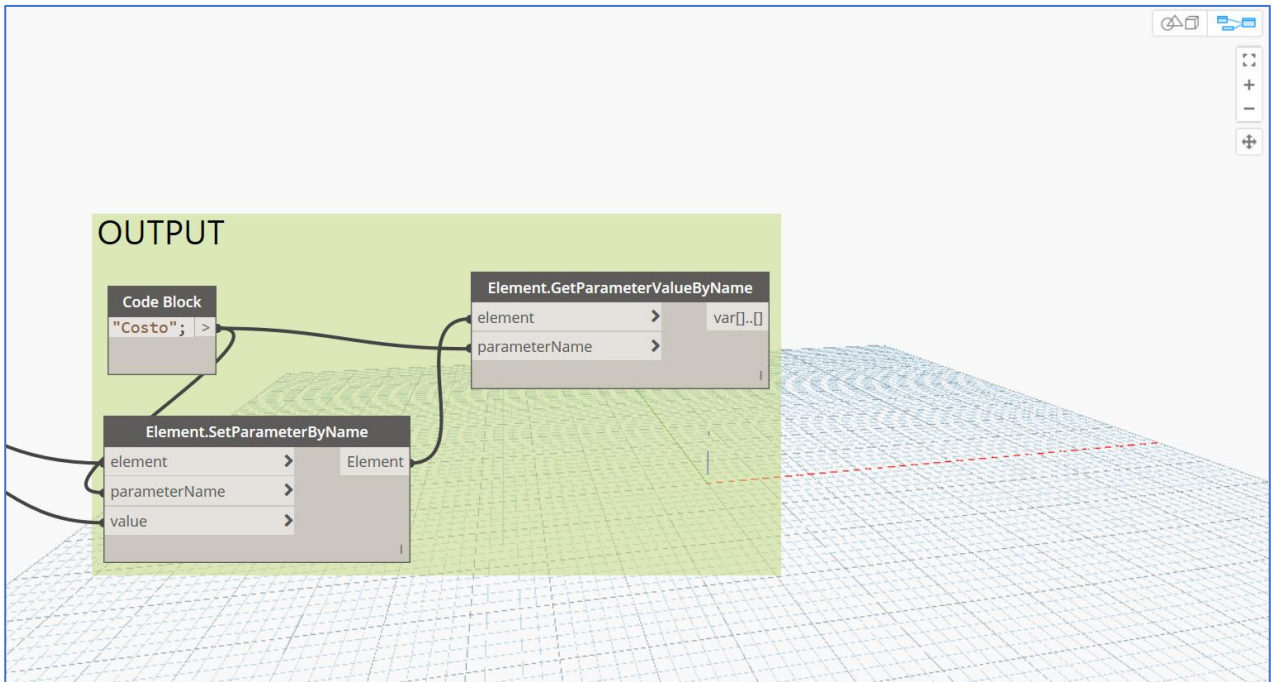 OUTPUT
Code Block
"Costo"; >
Element.GetParameterValueByName
element > var[]..[]
parameterName >
Element.SetParameterByName
element > Element
parameterName >
value >